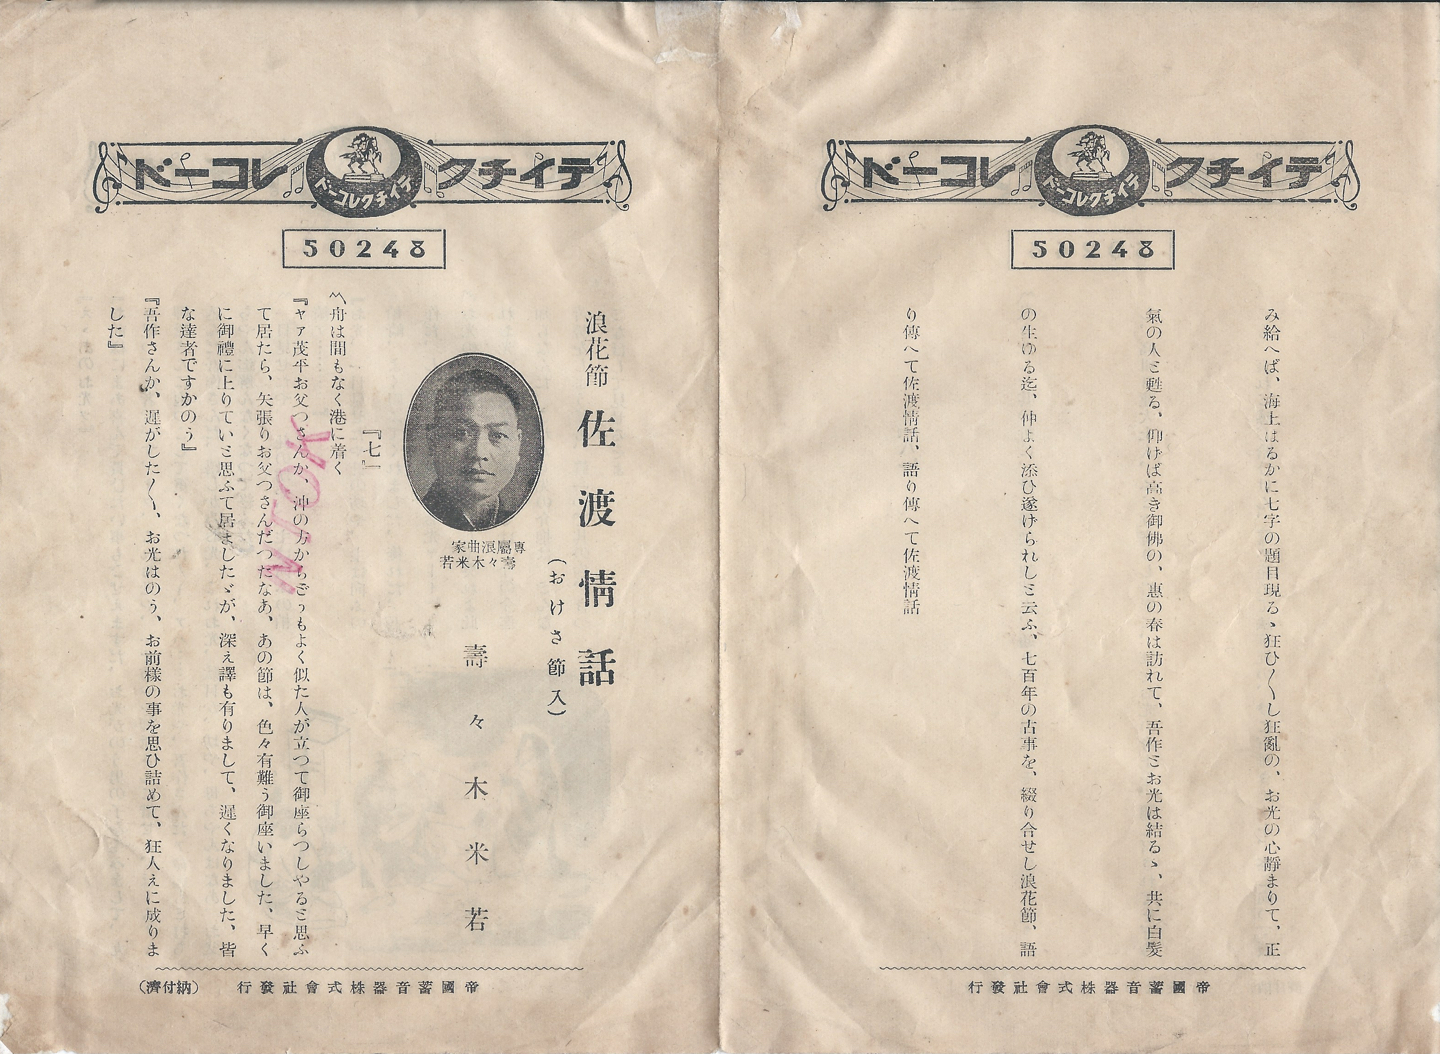 テイチクレコード
テイチクレコード
50248
浪花節 佐渡情話
(おけさ節入)
專屬浪曲家
壽々木米若
壽々木米若
『七』
〽舟は間もなく港に着く
『ヤァ茂平お父つさんか、沖の方からごうもよく似た人が立つて御座らつしやると思ふ
て居たら、矢張りお父つさんだつたなあ、あの節は、色々有難う御座いました、早く
に御禮に上りていと思ふて居ましたゞが、深え譯も有りまして、遲くなりました、皆
な達者ですかのう』
『吾作さんか、遲がした〱、お光はのう、お前樣の事を思ひ詰めて、狂人えに成りま
した』
帝國蓄音器株式會社發行
(納付濟)
テイチクレコード
テイチクレコード
50248
み給へば、海上はるかに七字の題目現るゝ狂ひ〱し狂亂の、お光の心靜まりて、正
氣の人と甦る、仰げば高き御佛の、惠の春は訪れて、吾作とお光は結るゝ、共に白髮
の生ゆる迄、仲よく添ひ遂げられしと云ふ、七百年の古事を、綴り合せし浪花節、語
り傳へて佐渡情話、語り傳へて佐渡情話
帝國蓄音器株式會社發行